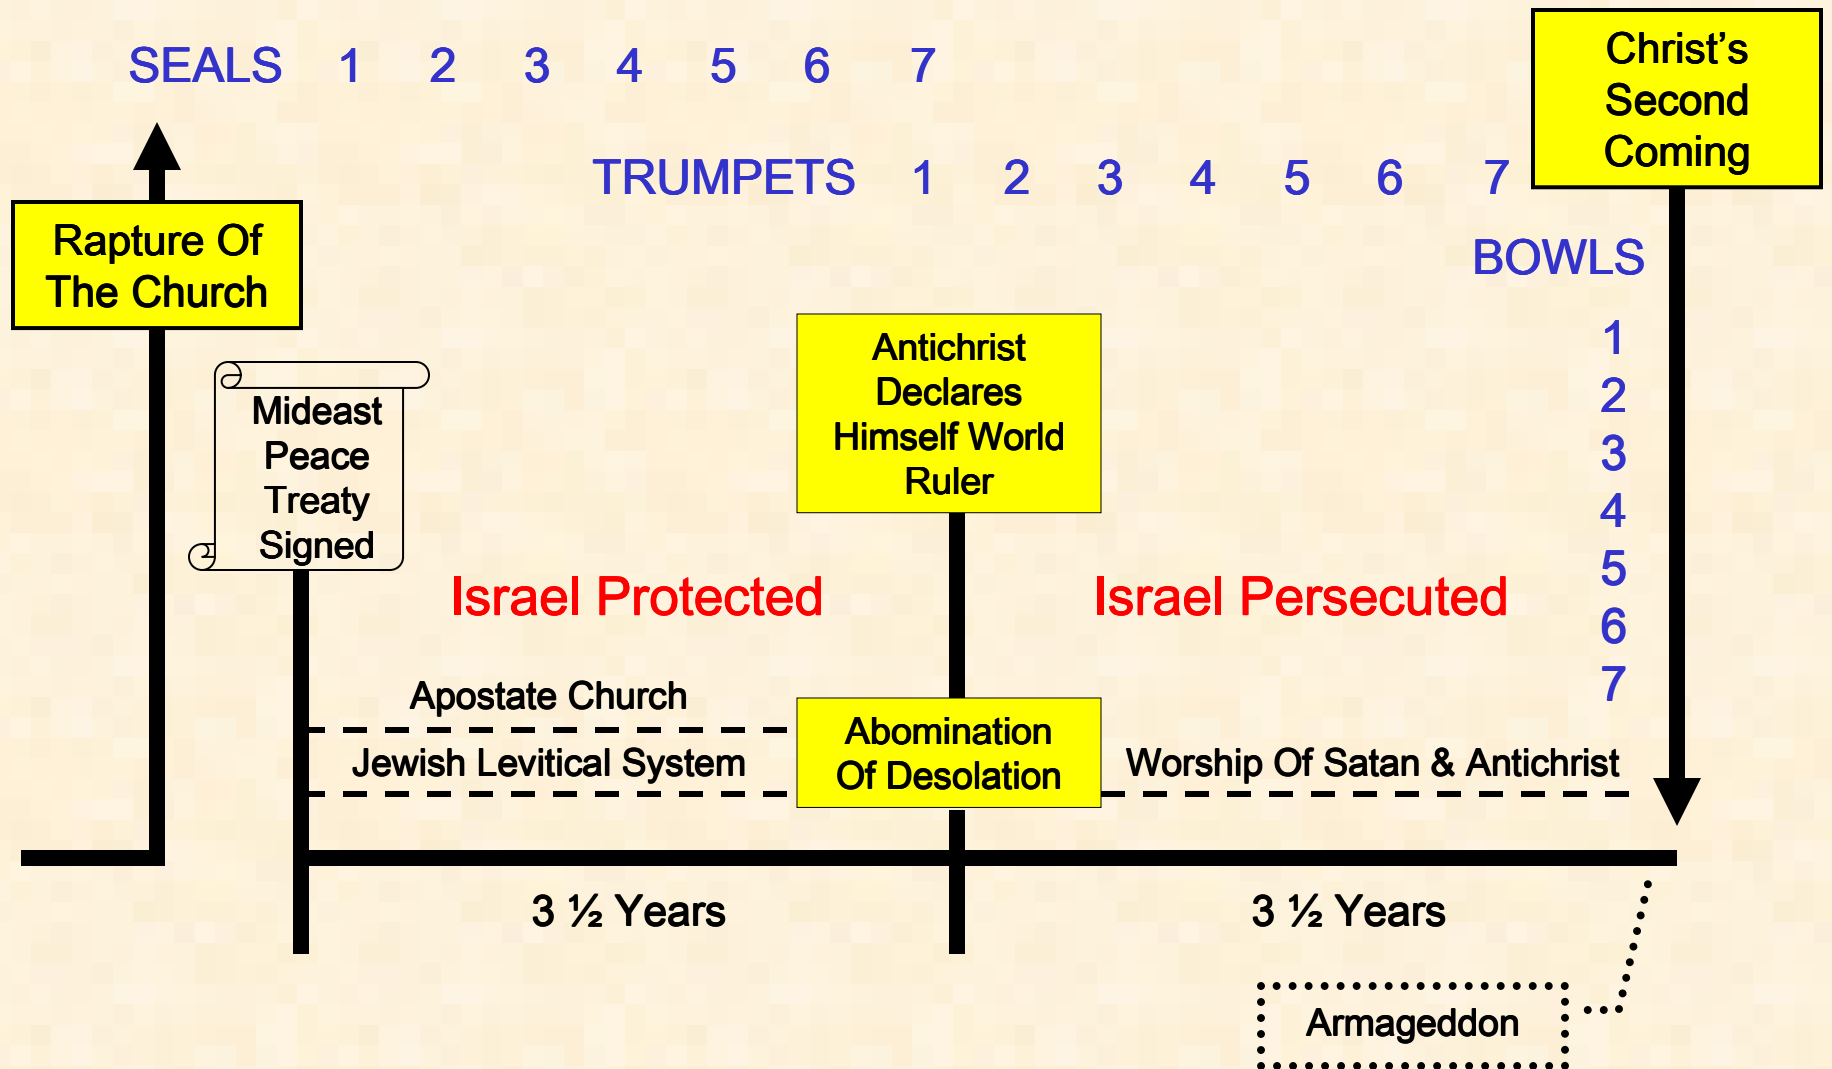 SEALS 1 2 3 4 5 6 7
Christ’s
Second
Coming
TRUMPETS 1 2 3 4 5 6 7
Rapture Of
The Church
BOWLS
1
2
3
4
5
6
7
Mideast
Peace
Treaty
Signed
Antichrist
Declares
Himself World
Ruler
Israel Protected
Israel Persecuted
Apostate Church
Jewish Levitical System
Abomination
Of Desolation
Worship Of Satan & Antichrist
3 ½ Years
3 ½ Years
Armageddon